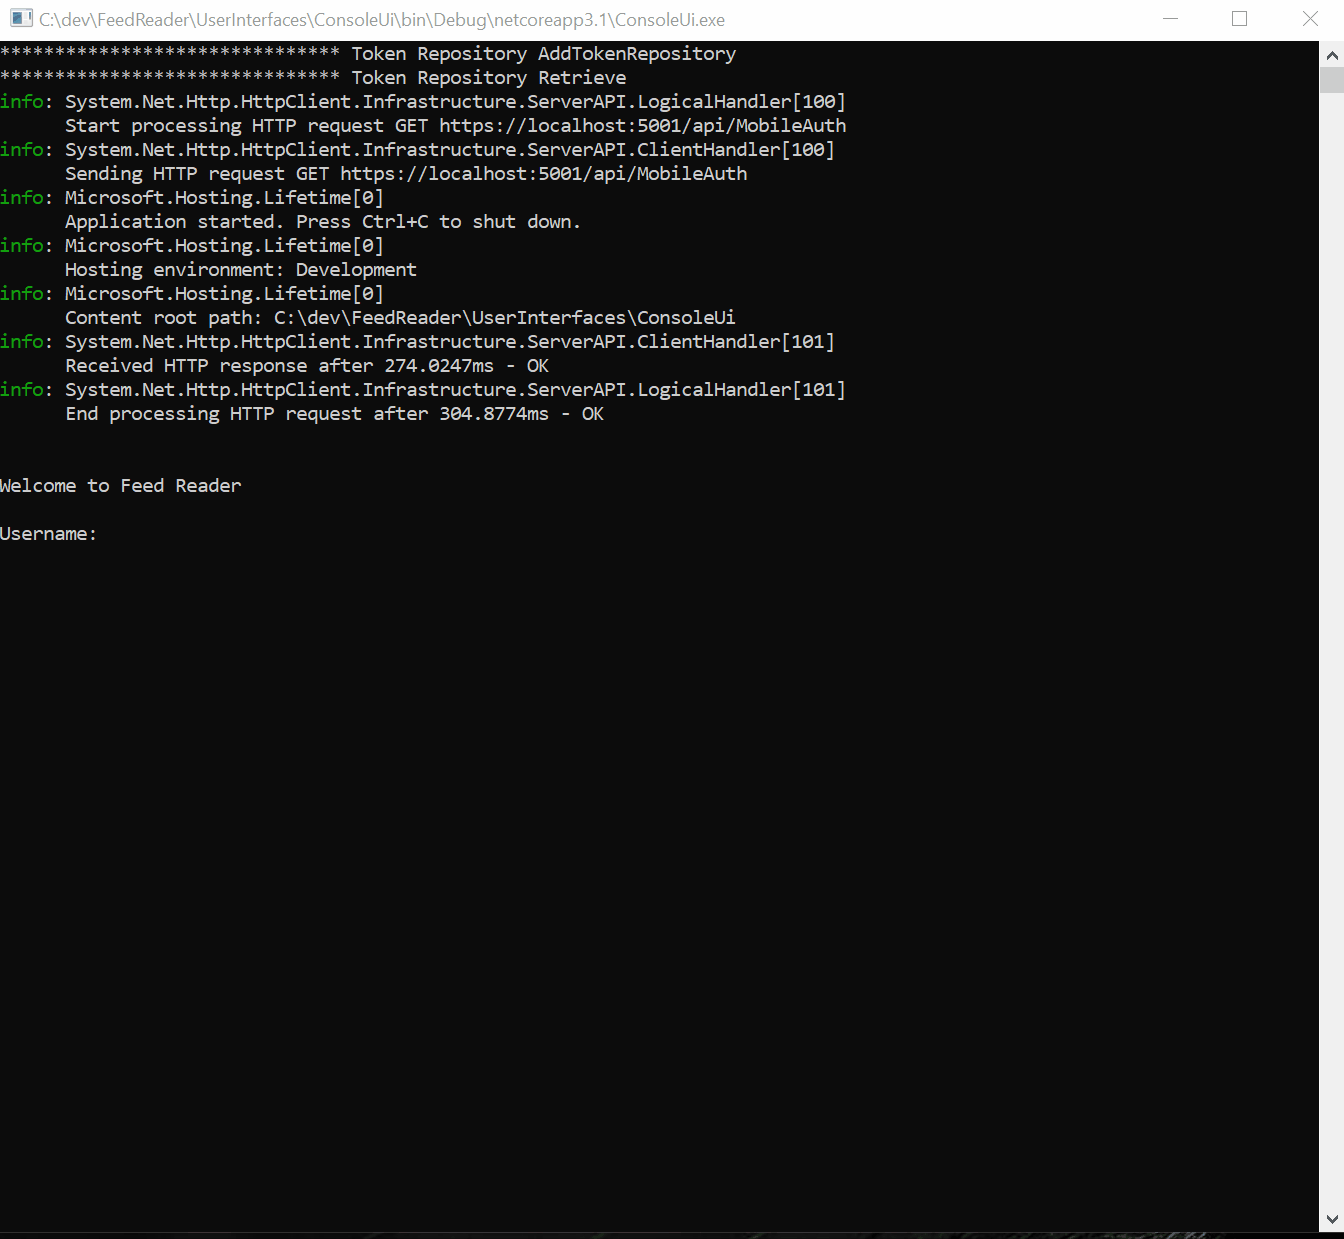 C:\dev\FeedReader\UserInterfaces\ConsoleUi\bin\Debug\netcoreapp3.1\ConsoleUi.exe
******************************* Token Repository AddTokenRepository
******************************* Token Repository Retrieve
info: System.Net.Http.HttpClient.Infrastructure.ServerAPI.LogicalHandler[100]
      Start processing HTTP request GET https://localhost:5001/api/MobileAuth
info: System.Net.Http.HttpClient.Infrastructure.ServerAPI.ClientHandler[100]
      Sending HTTP request GET https://localhost:5001/api/MobileAuth
info: Microsoft.Hosting.Lifetime[0]
      Application started. Press Ctrl+C to shut down.
info: Microsoft.Hosting.Lifetime[0]
      Hosting environment: Development
info: Microsoft.Hosting.Lifetime[0]
      Content root path: C:\dev\FeedReader\UserInterfaces\ConsoleUi
info: System.Net.Http.HttpClient.Infrastructure.ServerAPI.ClientHandler[101]
      Received HTTP response after 274.0247ms - OK
info: System.Net.Http.HttpClient.Infrastructure.ServerAPI.LogicalHandler[101]
      End processing HTTP request after 304.8774ms - OK
Welcome to Feed Reader
Username: